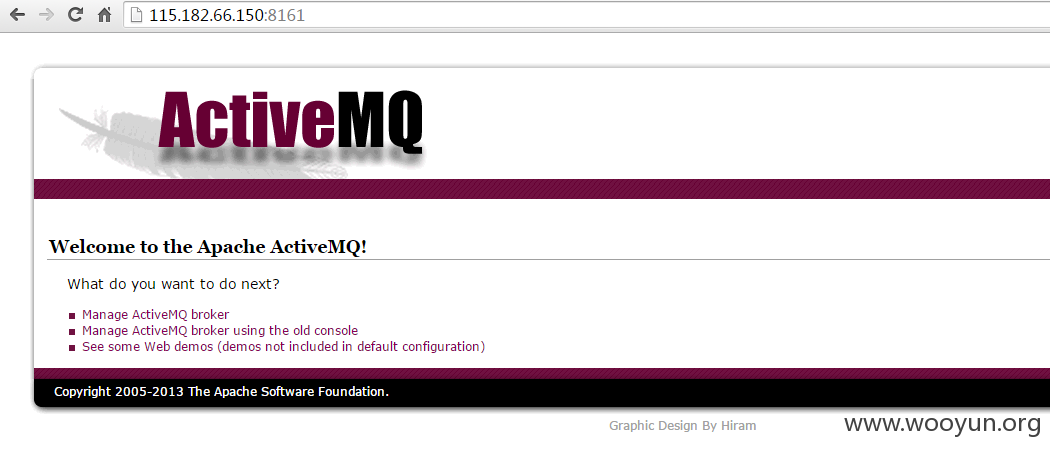 115.182.66.150:8161
ActiveMQ
Welcome to the Apache ActiveMQ!
What do you want to do next?
Manage ActiveMQ broker
Manage ActiveMQ broker using the old console
See some Web demos (demos not included in default configuration)
Copyright 2005-2013 The Apache Software Foundation.
Graphic Design By Hiram
www.wooyun.org